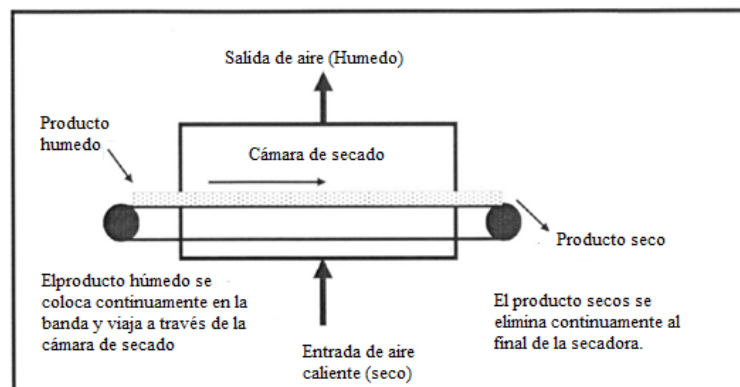 Salida de aire (Humedo)
Producto
humedo
Cámara de secado
Producto seco
Elproducto húmedo se
coloca continuamente en la
banda y viaja a través de la
cámara de secado
El producto secos se
elimina continuamente al
final de la secadora.
Entrada de aire
caliente (seco)